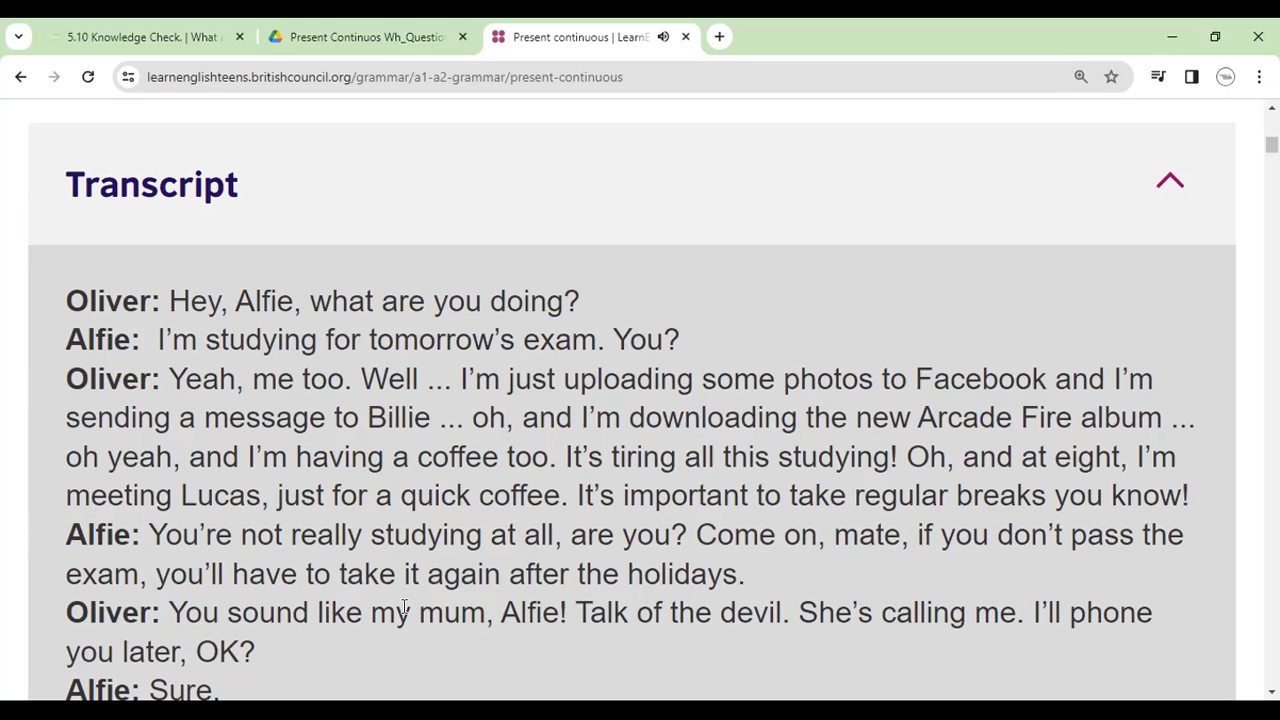 5.10 Knowledge Check. | What
Present Continuos Wh_Questio
Present continuous | LearnE
learnenglishteens.britishcouncil.org/grammar/a1-a2-grammar/present-continuous
Transcript
Oliver: Hey, Alfie, what are you doing?
Alfie: I’m studying for tomorrow’s exam. You?
Oliver: Yeah, me too. Well ... I’m just uploading some photos to Facebook and I’m
sending a message to Billie ... oh, and I’m downloading the new Arcade Fire album ...
oh yeah, and I’m having a coffee too. It’s tiring all this studying! Oh, and at eight, I’m
meeting Lucas, just for a quick coffee. It’s important to take regular breaks you know!
Alfie: You’re not really studying at all, are you? Come on, mate, if you don’t pass the
exam, you’ll have to take it again after the holidays.
Oliver: You sound like my mum, Alfie! Talk of the devil. She’s calling me. I’ll phone
you later, OK?
Alfie: Sure.